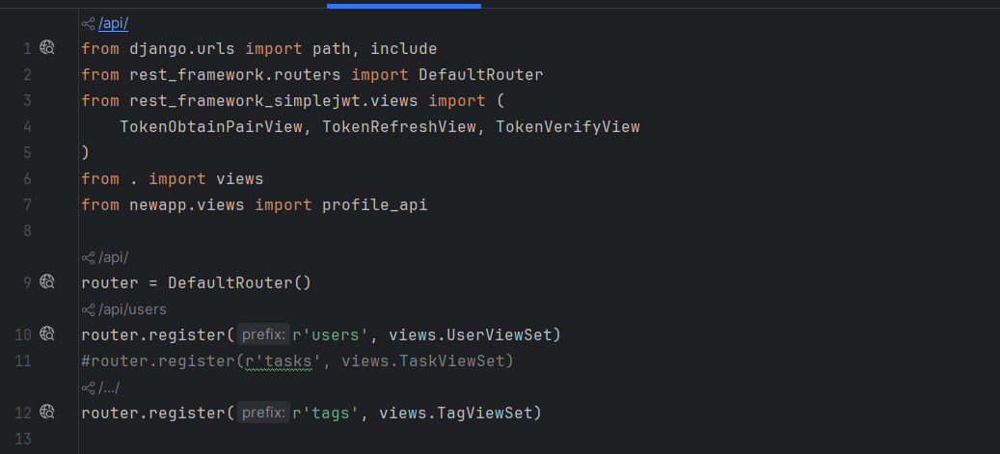 /api/
1 from django.urls import path, include
2 from rest_framework.routers import DefaultRouter
3 from rest_framework_simplejwt.views import (
4     TokenObtainPairView, TokenRefreshView, TokenVerifyView
5 )
6 from . import views
7 from newapp.views import profile_api
8
/api/
9 router = DefaultRouter()
/api/users
10 router.register( prefix: r'users', views.UserViewSet)
11 #router.register(r'tasks', views.TaskViewSet)
/.../
12 router.register( prefix: r'tags', views.TagViewSet)
13